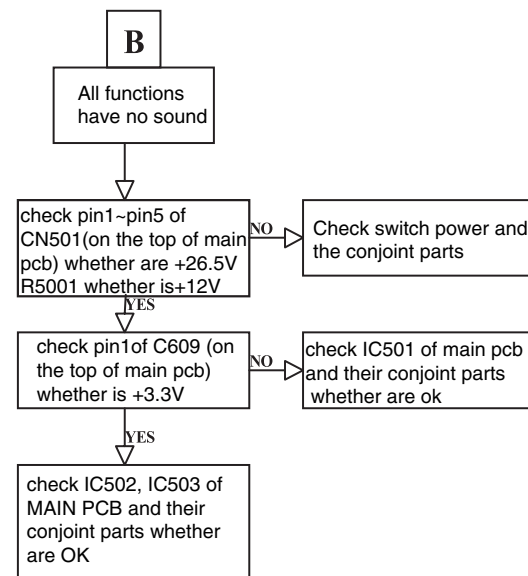 B
All functions
have no sound
check pin1~pin5 of
CN501(on the top of main
pcb) whether are +26.5V
R5001 whether is+12V
NO
Check switch power and
the conjoint parts
YES
check pin1of C609 (on
the top of main pcb)
whether is +3.3V
NO
check IC501 of main pcb
and their conjoint parts
whether are ok
YES
check IC502, IC503 of
MAIN PCB and their
conjoint parts whether
are OK